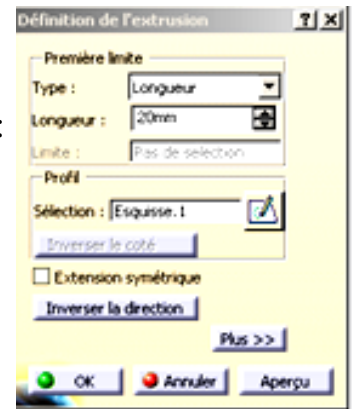 Définition de l'extrusion ? X
Première limite
Type : Longueur
Longueur : 20mm
Limite : Pas de sélection
Profil
Sélection : Esquisse.1
Inverser le coté
Extension symétrique
Inverser la direction
Plus >>
OK Annuler Aperçu